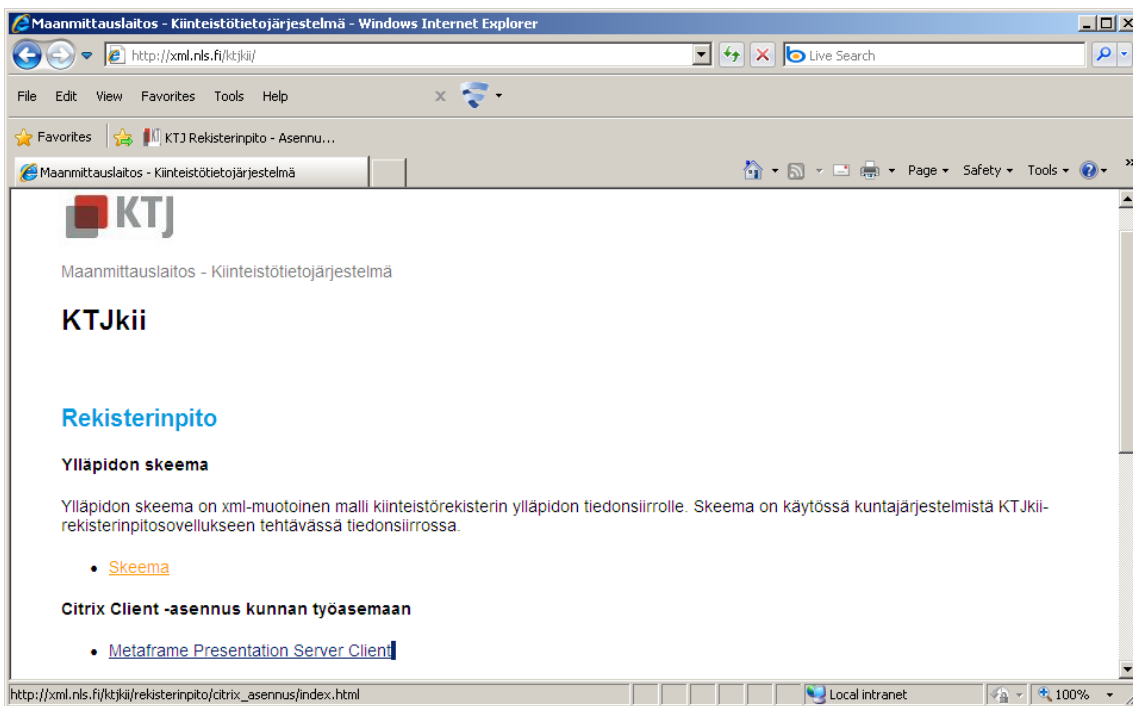 Maanmittauslaitos - Kiinteistötietojärjestelmä - Windows Internet Explorer
http://xml.nls.fi/ktjkii/
Live Search
File Edit View Favorites Tools Help
Favorites KTJ Rekisterinpito - Asennu...
Maanmittauslaitos - Kiinteistötietojärjestelmä
Page Safety Tools
KTJ
Maanmittauslaitos - Kiinteistötietojärjestelmä
KTJkii
Rekisterinpito
Ylläpidon skeema
Ylläpidon skeema on xml-muotoinen malli kiinteistörekisterin ylläpidon tiedonsiirrolle. Skeema on käytössä kuntajärjestelmistä KTJkii-
rekisterinpitosovellukseen tehtävässä tiedonsiirrossa.
• Skeema
Citrix Client -asennus kunnan työasemaan
• Metaframe Presentation Server Client
http://xml.nls.fi/ktjkii/rekisterinpito/citrix_asennus/index.html
Local intranet
100%